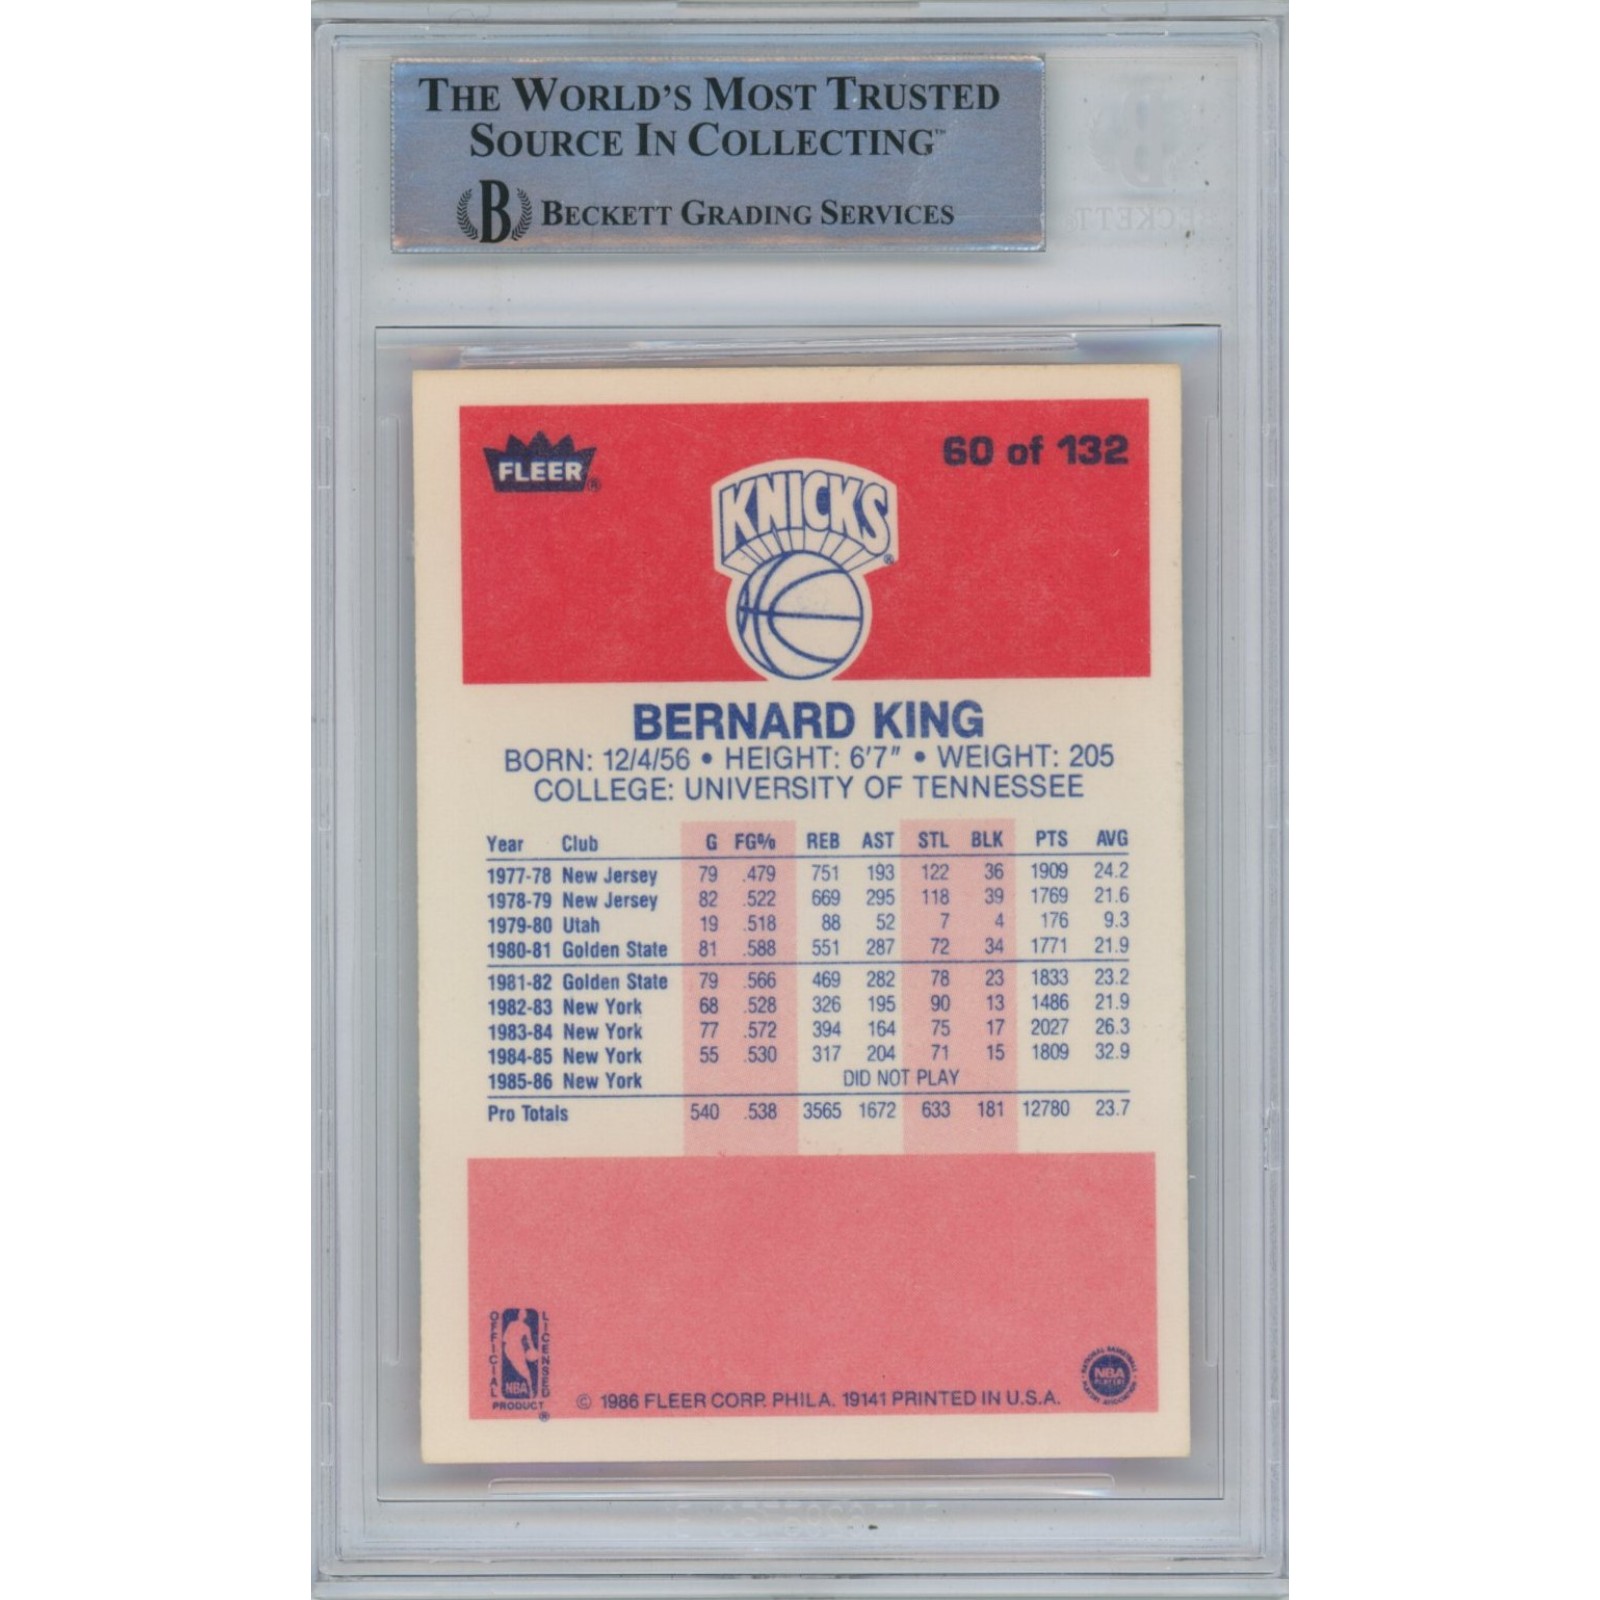 THE WORLD'S MOST TRUSTED
SOURCE IN COLLECTING™
B BECKETT GRADING SERVICES
FLEER®
60 of 132
KNICKS®
BERNARD KING
BORN: 12/4/56 • HEIGHT: 6'7" • WEIGHT: 205
COLLEGE: UNIVERSITY OF TENNESSEE
Year Club G FG% REB AST STL BLK PTS AVG
1977-78 New Jersey 79 .479 751 193 122 36 1909 24.2
1978-79 New Jersey 82 .522 669 295 118 39 1769 21.6
1979-80 Utah 19 .518 88 52 7 4 176 9.3
1980-81 Golden State 81 .588 551 287 72 34 1771 21.9
1981-82 Golden State 79 .566 469 282 78 23 1833 23.2
1982-83 New York 68 .528 326 195 90 13 1486 21.9
1983-84 New York 77 .572 394 164 75 17 2027 26.3
1984-85 New York 55 .530 317 204 71 15 1809 32.9
1985-86 New York DID NOT PLAY
Pro Totals 540 .538 3565 1672 633 181 12780 23.7
OFFICIAL LICENSED
NBA
PRODUCT®
© 1986 FLEER CORP. PHILA. 19141 PRINTED IN U.S.A.
NATIONAL BASKETBALL
NBA
PLAYERS
ASSOCIATION